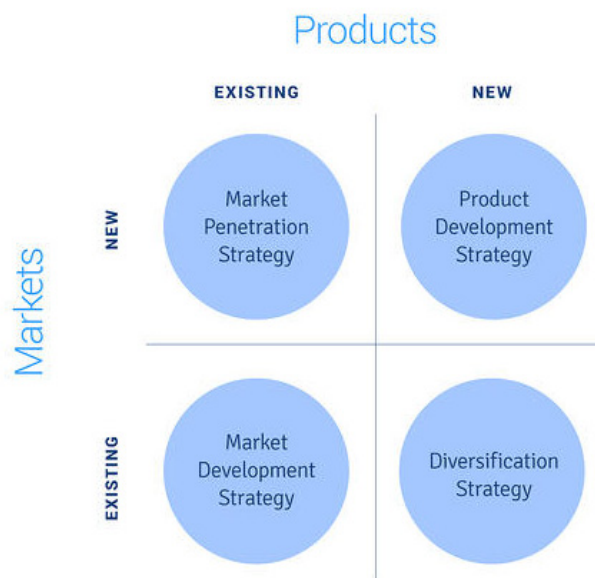 Products
EXISTING
NEW
Markets
NEW
Market
Penetration
Strategy
Product
Development
Strategy
EXISTING
Market
Development
Strategy
Diversification
Strategy